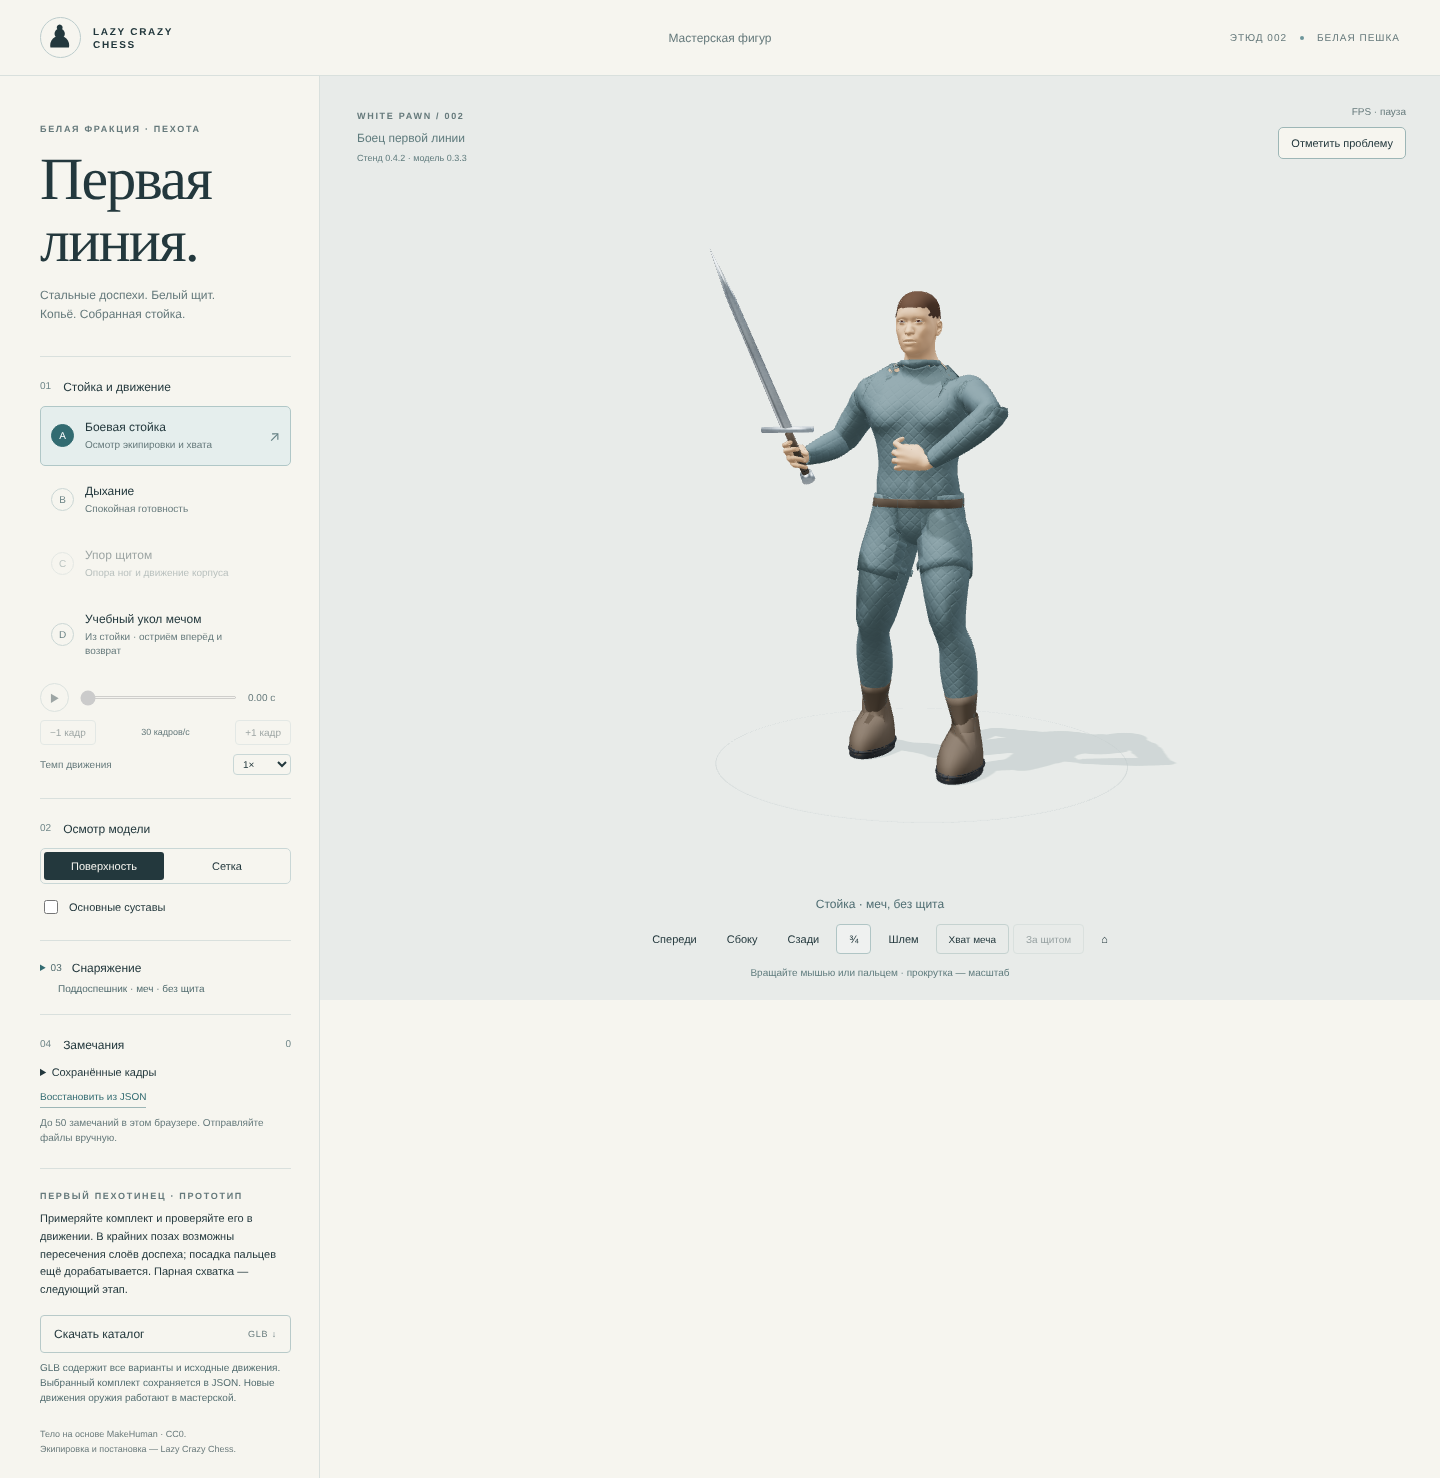 LAZY CRAZY
CHESS
Мастерская фигур
ЭТЮД 002 • БЕЛАЯ ПЕШКА
БЕЛАЯ ФРАКЦИЯ · ПЕХОТА
Первая
линия.
Стальные доспехи. Белый щит.
Копьё. Собранная стойка.
01 Стойка и движение
A Боевая стойка
Осмотр экипировки и хвата
B Дыхание
Спокойная готовность
C Упор щитом
Опора ног и движение корпуса
D Учебный укол мечом
Из стойки · остриём вперёд и
возврат
0.00 с
−1 кадр 30 кадров/с +1 кадр
Темп движения 1×
02 Осмотр модели
Поверхность Сетка
Основные суставы
03 Снаряжение
Поддоспешник · меч · без щита
04 Замечания 0
Сохранённые кадры
Восстановить из JSON
До 50 замечаний в этом браузере. Отправляйте
файлы вручную.
ПЕРВЫЙ ПЕХОТИНЕЦ · ПРОТОТИП
Примеряйте комплект и проверяйте его в
движении. В крайних позах возможны
пересечения слоёв доспеха; посадка пальцев
ещё дорабатывается. Парная схватка —
следующий этап.
Скачать каталог GLB ↓
GLB содержит все варианты и исходные движения.
Выбранный комплект сохраняется в JSON. Новые
движения оружия работают в мастерской.
Тело на основе MakeHuman · CC0.
Экипировка и постановка — Lazy Crazy Chess.
WHITE PAWN / 002
Боец первой линии
Стенд 0.4.2 · модель 0.3.3
FPS · пауза
Отметить проблему
Стойка · меч, без щита
Спереди Сбоку Сзади ¾ Шлем Хват меча За щитом ⌂
Вращайте мышью или пальцем · прокрутка — масштаб